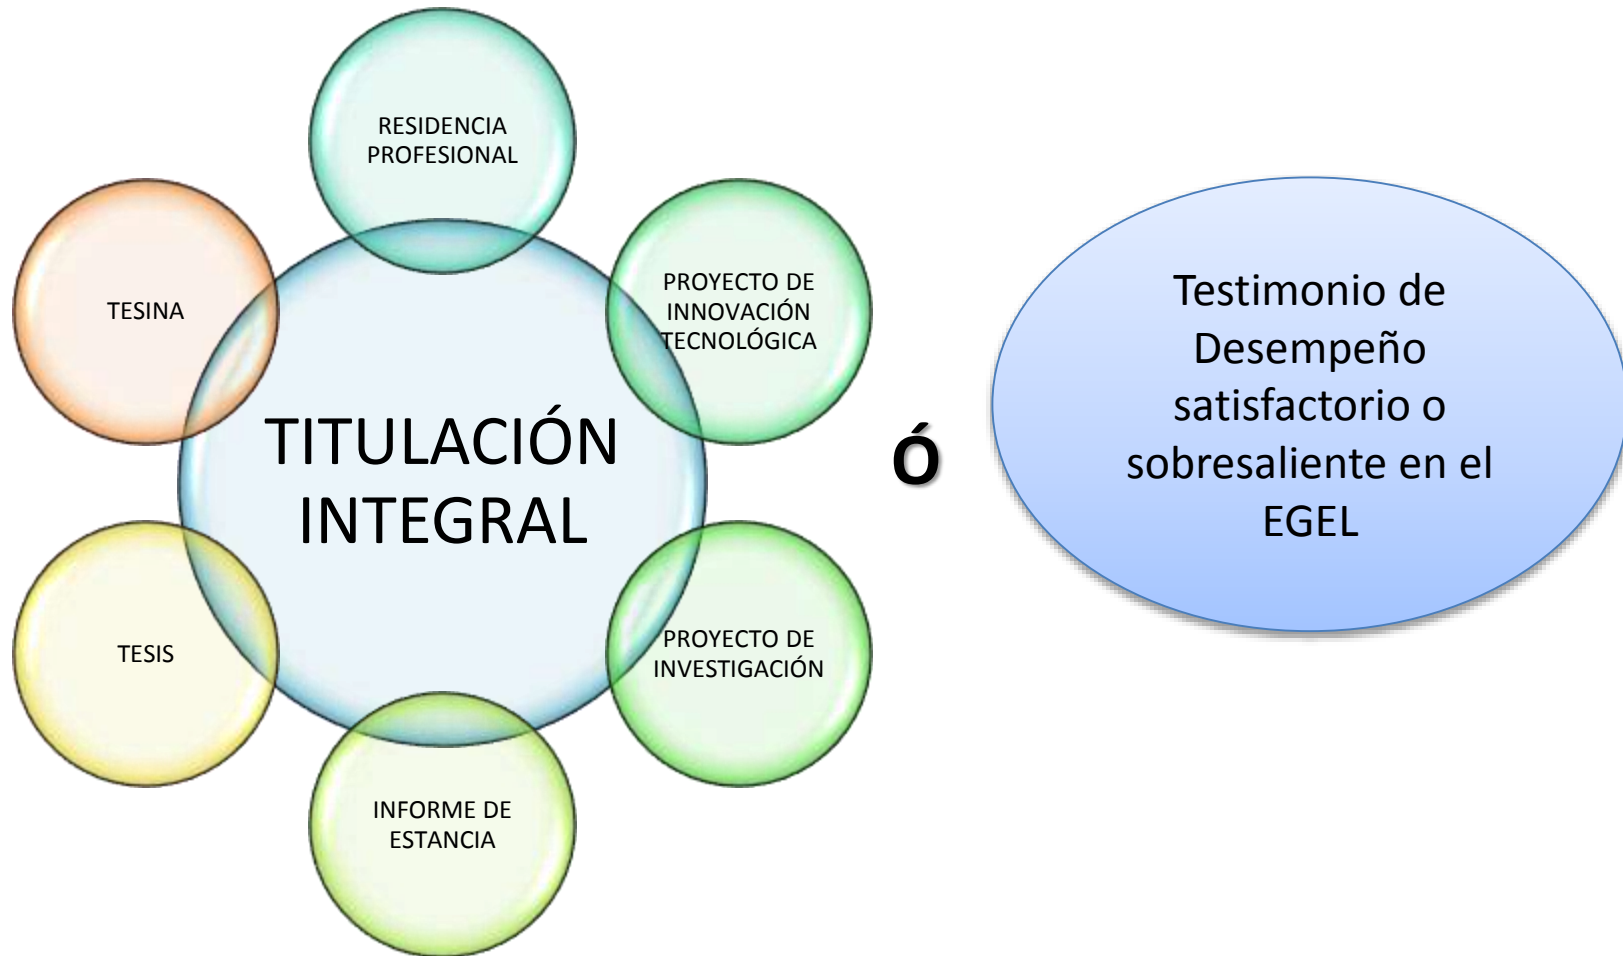 RESIDENCIA
PROFESIONAL
PROYECTO DE
INNOVACIÓN
TECNOLÓGICA
PROYECTO DE
INVESTIGACIÓN
INFORME DE
ESTANCIA
TESIS
TESINA
TITULACIÓN
INTEGRAL
Ó
Testimonio de
Desempeño
satisfactorio o
sobresaliente en el
EGEL